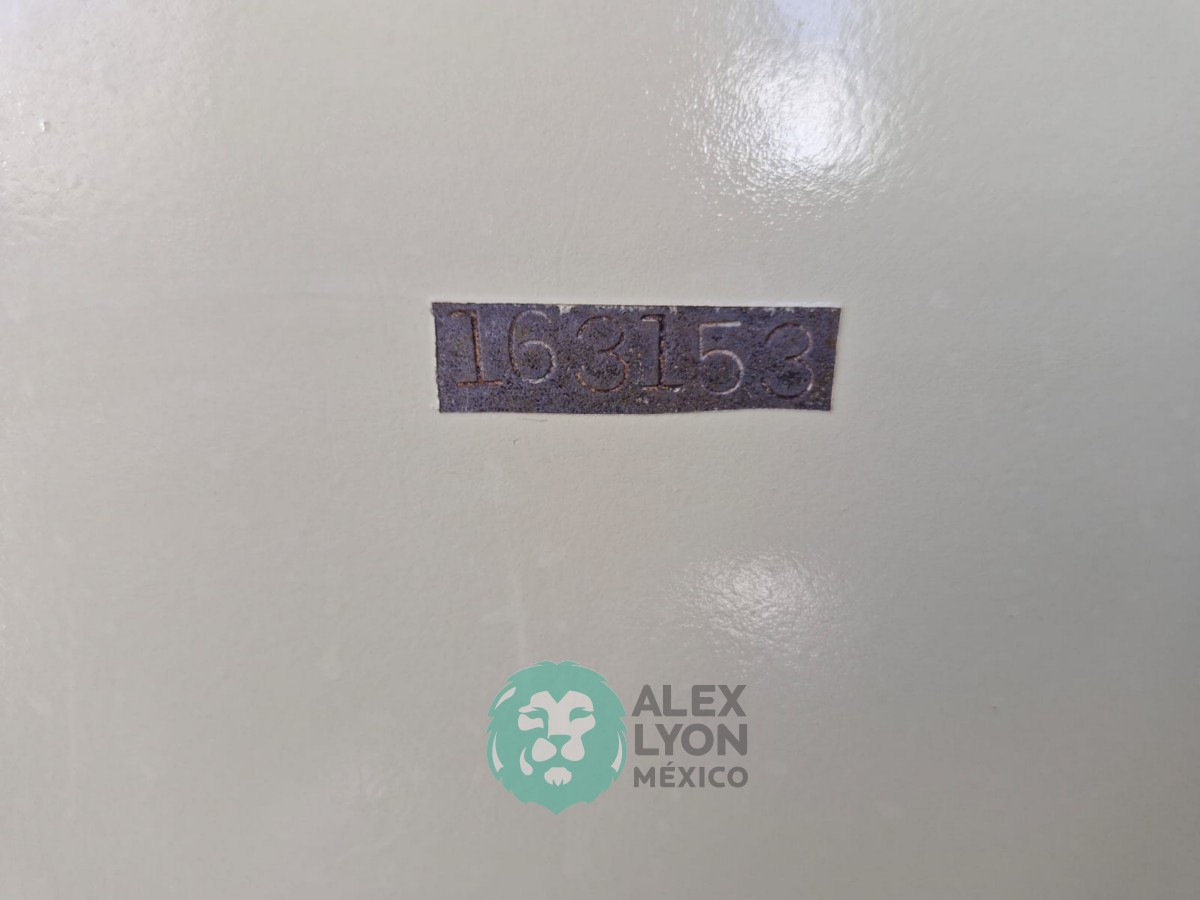 163153
ALEX
LYON
MÉXICO